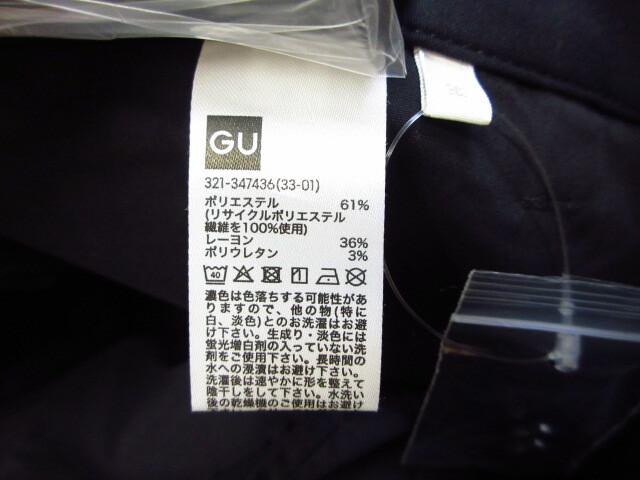 GU
321-347436(33-01)
ポリエステル 61%
(リサイクルポリエステル
繊維を100%使用)
レーヨン 36%
ポリウレタン 3%
40
濃色は色落ちする可能性があ
りますので、他の物(特に
白、淡色)とのお洗濯はお避
け下さい。生成り・淡色には
蛍光増白剤の入っていない洗
剤をご使用下さい。長時間の
水への浸漬はお避け下さい。
洗濯後は速やかに形を整えて
陰干しをして下さい。水洗い
後の乾燥機のご使用はお避け